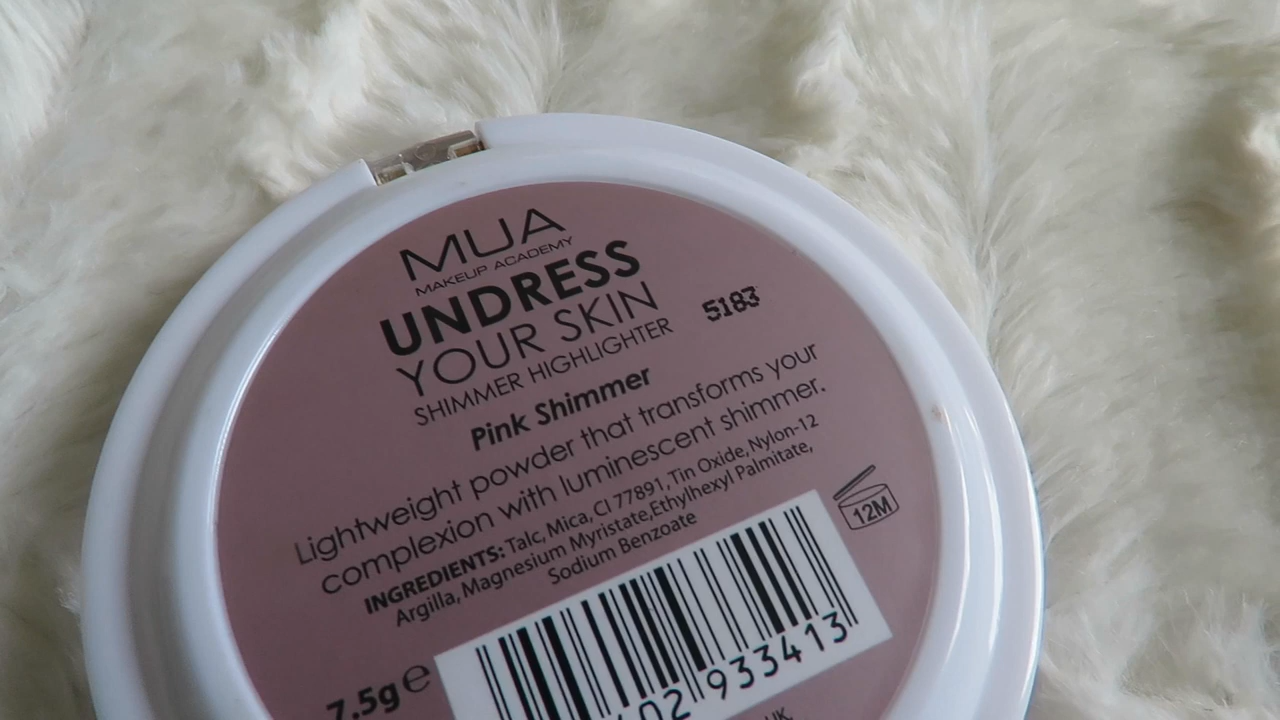 MUA
MAKEUP ACADEMY
UNDRESS
YOUR SKIN
SHIMMER HIGHLIGHTER
5183
Pink Shimmer
Lightweight powder that transforms your
complexion with luminescent shimmer.
INGREDIENTS: Talc, Mica, CI 77891, Tin Oxide, Nylon-12
Argilla, Magnesium Myristate,Ethylhexyl Palmitate,
Sodium Benzoate
12M
7.5g e
02 933413
UK